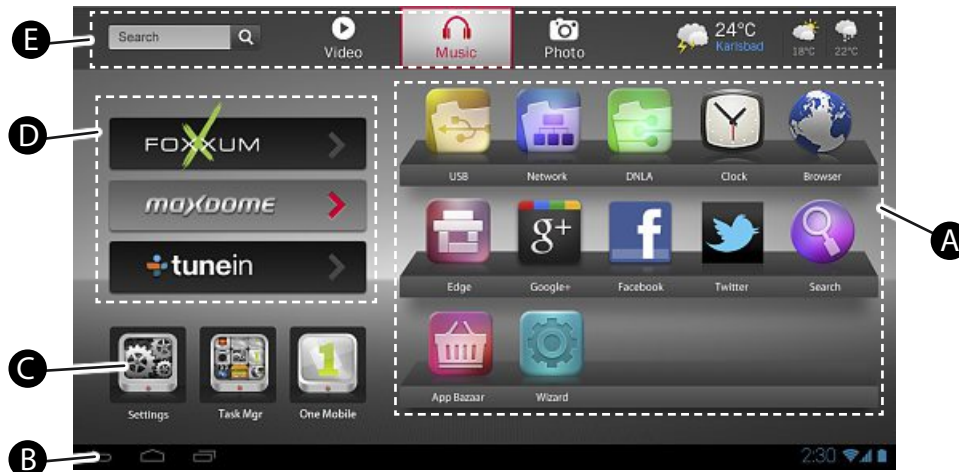 E
Search
Video
Music
Photo
24°C
Karlsbad
18°C
22°C
D
FOXXUM
maxdome
tunein
USB
Network
DNLA
Clock
Browser
A
g+
f
Edge
Google+
Facebook
Twitter
Search
C
1
Settings
Task Mgr
One Mobile
App Bazaar
Wizard
B
2:30